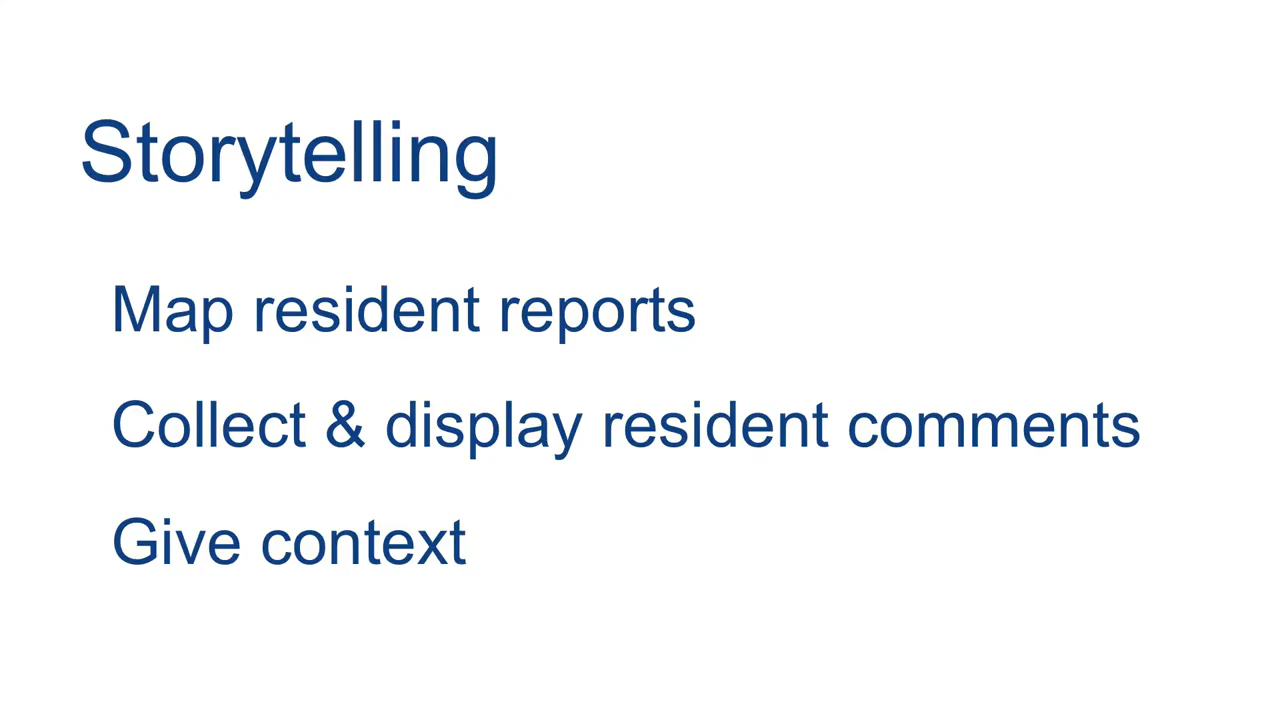 Storytelling
Map resident reports
Collect & display resident comments
Give context